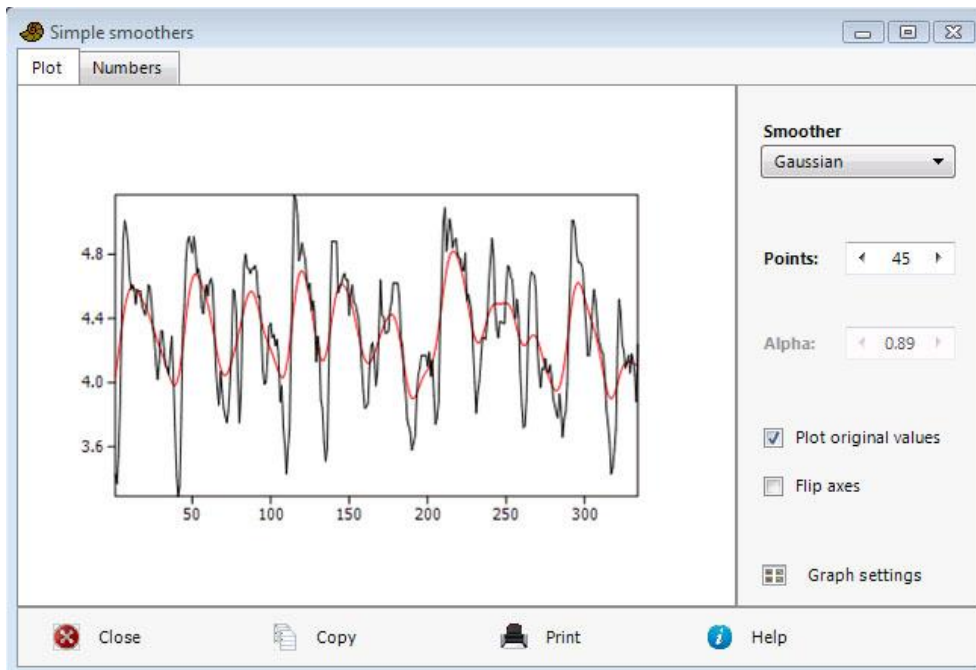 Simple smoothers
Plot
Numbers
Smoother
Gaussian
Points:
45
Alpha:
0.89
Plot original values
Flip axes
Graph settings
4.8
4.4
4.0
3.6
50 100 150 200 250 300
Close Copy Print Help